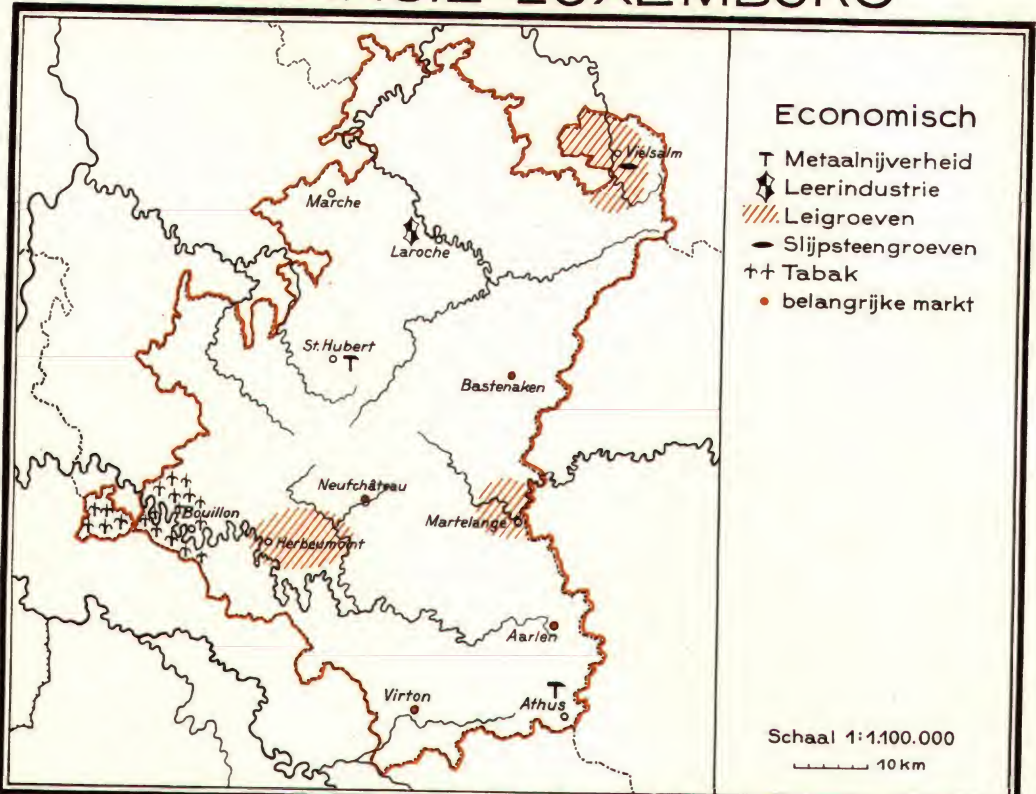 LUXEMBURG
Economisch
Metaalnijverheid
Leerindustrie
Leigroeven
Slijpsteengroeven
Tabak
belangrijke markt
Vielsalm
Marche
Laroche
St. Hubert
Bastenaken
Neufchâteau
Bouillon
Herbeumont
Martelange
Aarlen
Virton
Athus
Schaal 1:1.100.000
10 km